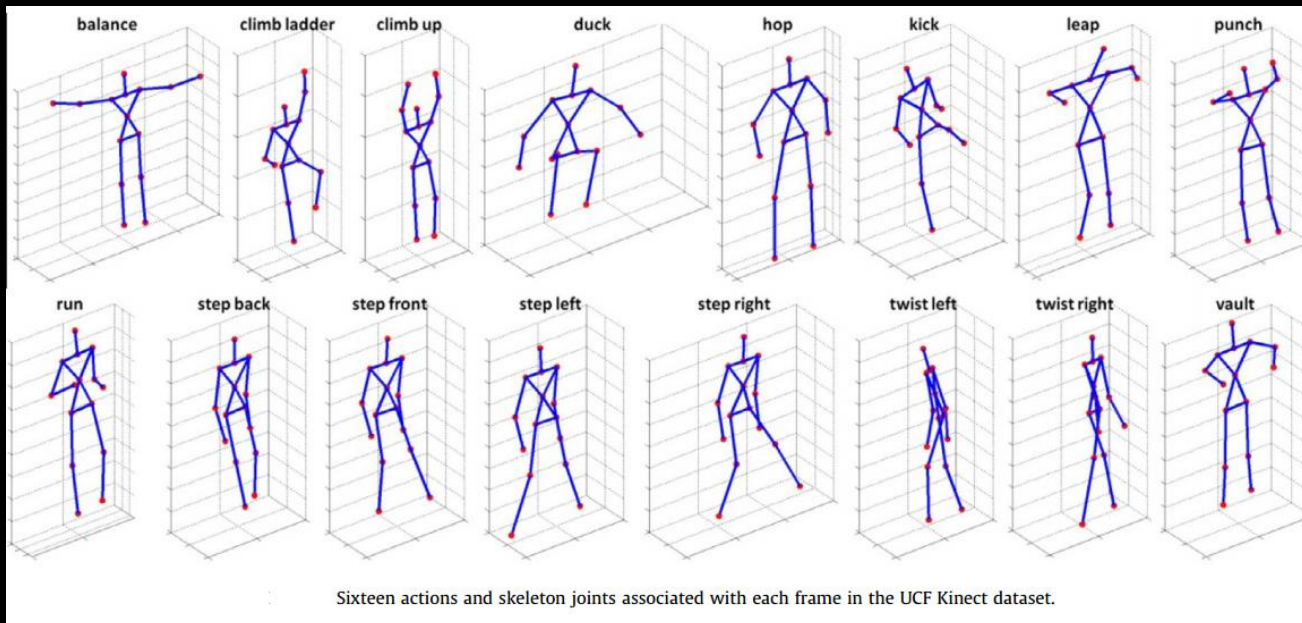 balance climb ladder climb up duck hop kick leap punch
run step back step front step left step right twist left twist right vault
Sixteen actions and skeleton joints associated with each frame in the UCF Kinect dataset.